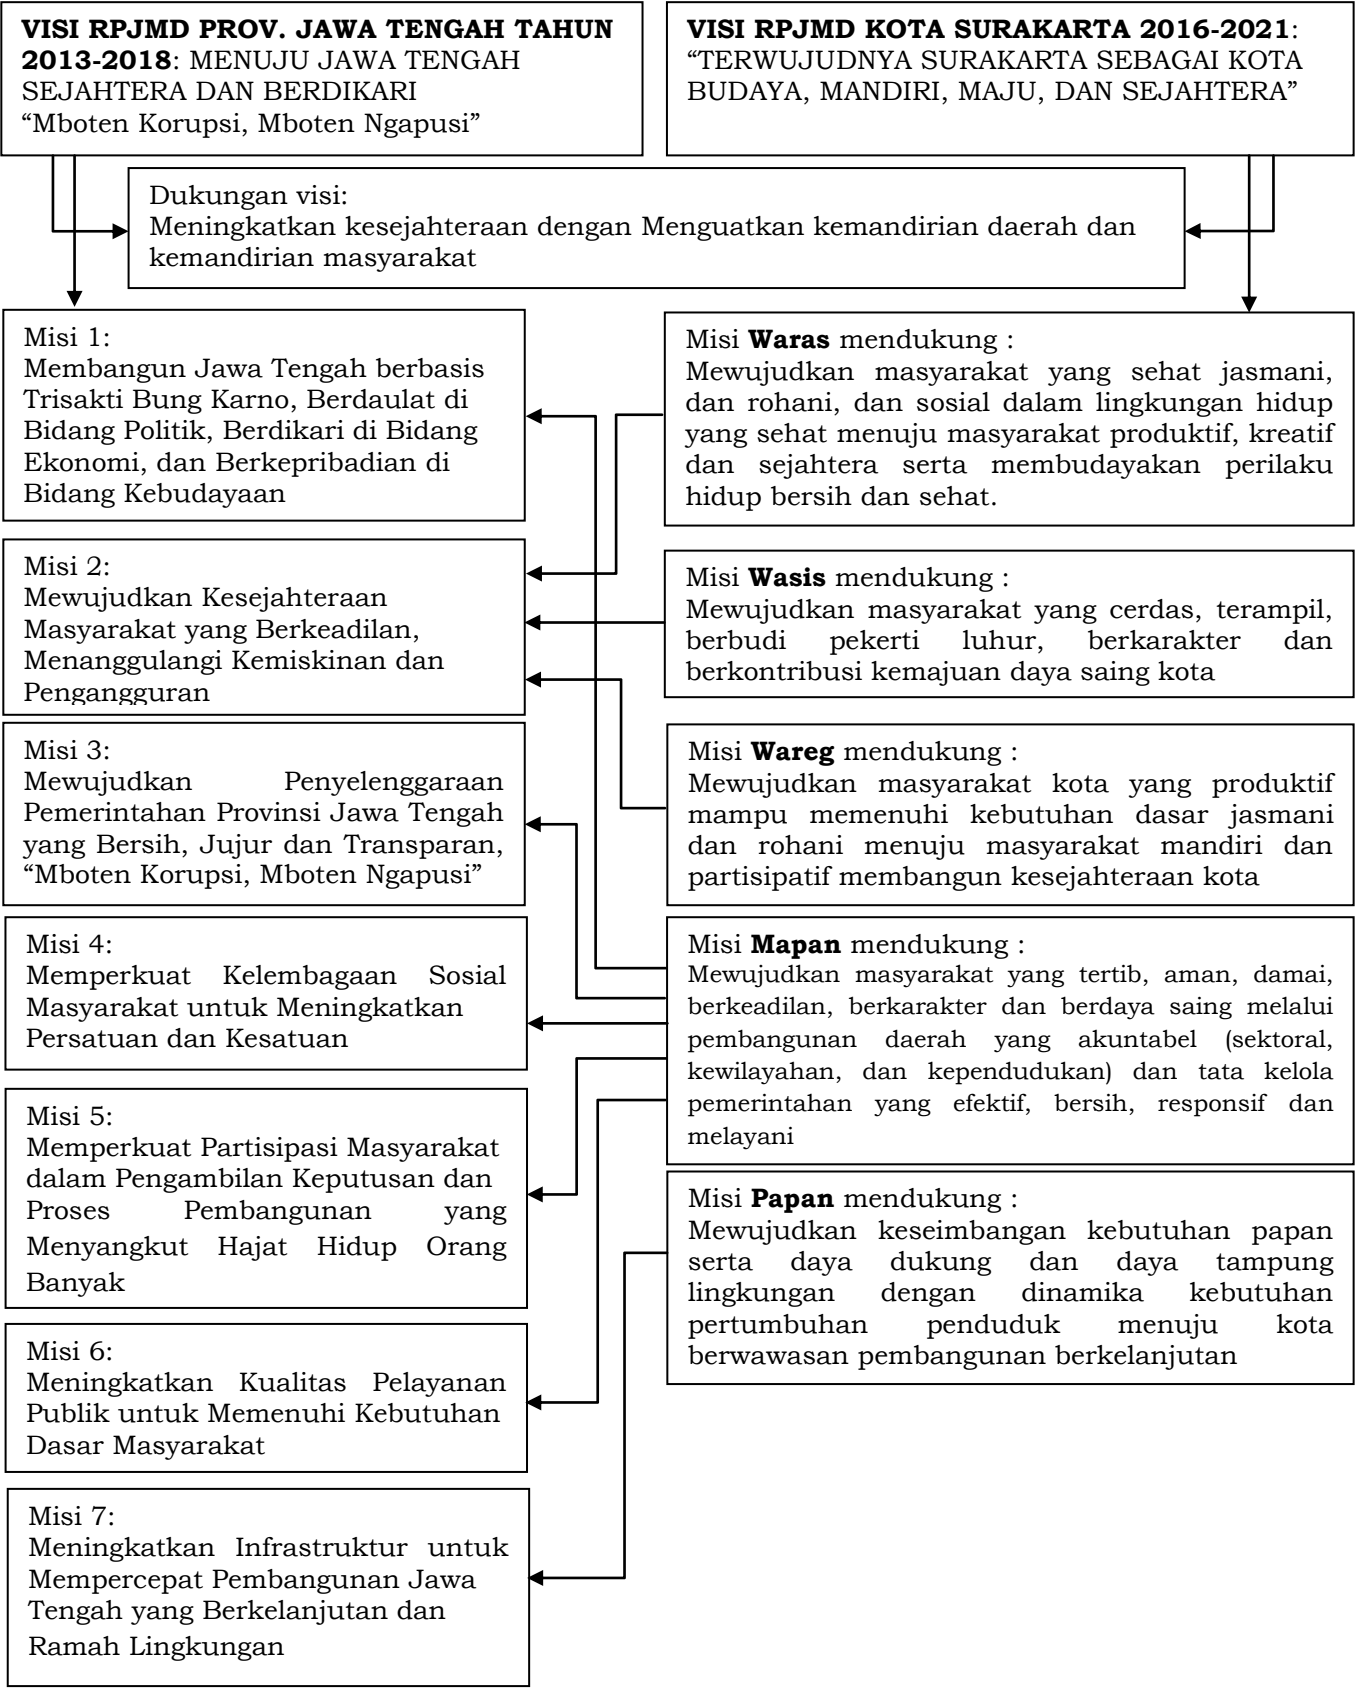 VISI RPJMD PROV. JAWA TENGAH TAHUN
2013-2018: MENUJU JAWA TENGAH
SEJAHTERA DAN BERDIKARI
“Mboten Korupsi, Mboten Ngapusi”
VISI RPJMD KOTA SURAKARTA 2016-2021:
“TERWUJUDNYA SURAKARTA SEBAGAI KOTA
BUDAYA, MANDIRI, MAJU, DAN SEJAHTERA”
Dukungan visi:
Meningkatkan kesejahteraan dengan Menguatkan kemandirian daerah dan
kemandirian masyarakat
Misi 1:
Membangun Jawa Tengah berbasis
Trisakti Bung Karno, Berdaulat di
Bidang Politik, Berdikari di Bidang
Ekonomi, dan Berkepribadian di
Bidang Kebudayaan
Misi 2:
Mewujudkan Kesejahteraan
Masyarakat yang Berkeadilan,
Menanggulangi Kemiskinan dan
Pengangguran
Misi 3:
Mewujudkan Penyelenggaraan
Pemerintahan Provinsi Jawa Tengah
yang Bersih, Jujur dan Transparan,
“Mboten Korupsi, Mboten Ngapusi”
Misi 4:
Memperkuat Kelembagaan Sosial
Masyarakat untuk Meningkatkan
Persatuan dan Kesatuan
Misi 5:
Memperkuat Partisipasi Masyarakat
dalam Pengambilan Keputusan dan
Proses Pembangunan yang
Menyangkut Hajat Hidup Orang
Banyak
Misi 6:
Meningkatkan Kualitas Pelayanan
Publik untuk Memenuhi Kebutuhan
Dasar Masyarakat
Misi 7:
Meningkatkan Infrastruktur untuk
Mempercepat Pembangunan Jawa
Tengah yang Berkelanjutan dan
Ramah Lingkungan
Misi Waras mendukung :
Mewujudkan masyarakat yang sehat jasmani,
dan rohani, dan sosial dalam lingkungan hidup
yang sehat menuju masyarakat produktif, kreatif
dan sejahtera serta membudayakan perilaku
hidup bersih dan sehat.
Misi Wasis mendukung :
Mewujudkan masyarakat yang cerdas, terampil,
berbudi pekerti luhur, berkarakter dan
berkontribusi kemajuan daya saing kota
Misi Wareg mendukung :
Mewujudkan masyarakat kota yang produktif
mampu memenuhi kebutuhan dasar jasmani
dan rohani menuju masyarakat mandiri dan
partisipatif membangun kesejahteraan kota
Misi Mapan mendukung :
Mewujudkan masyarakat yang tertib, aman, damai,
berkeadilan, berkarakter dan berdaya saing melalui
pembangunan daerah yang akuntabel (sektoral,
kewilayahan, dan kependudukan) dan tata kelola
pemerintahan yang efektif, bersih, responsif dan
melayani
Misi Papan mendukung :
Mewujudkan keseimbangan kebutuhan papan
serta daya dukung dan daya tampung
lingkungan dengan dinamika kebutuhan
pertumbuhan penduduk menuju kota
berwawasan pembangunan berkelanjutan